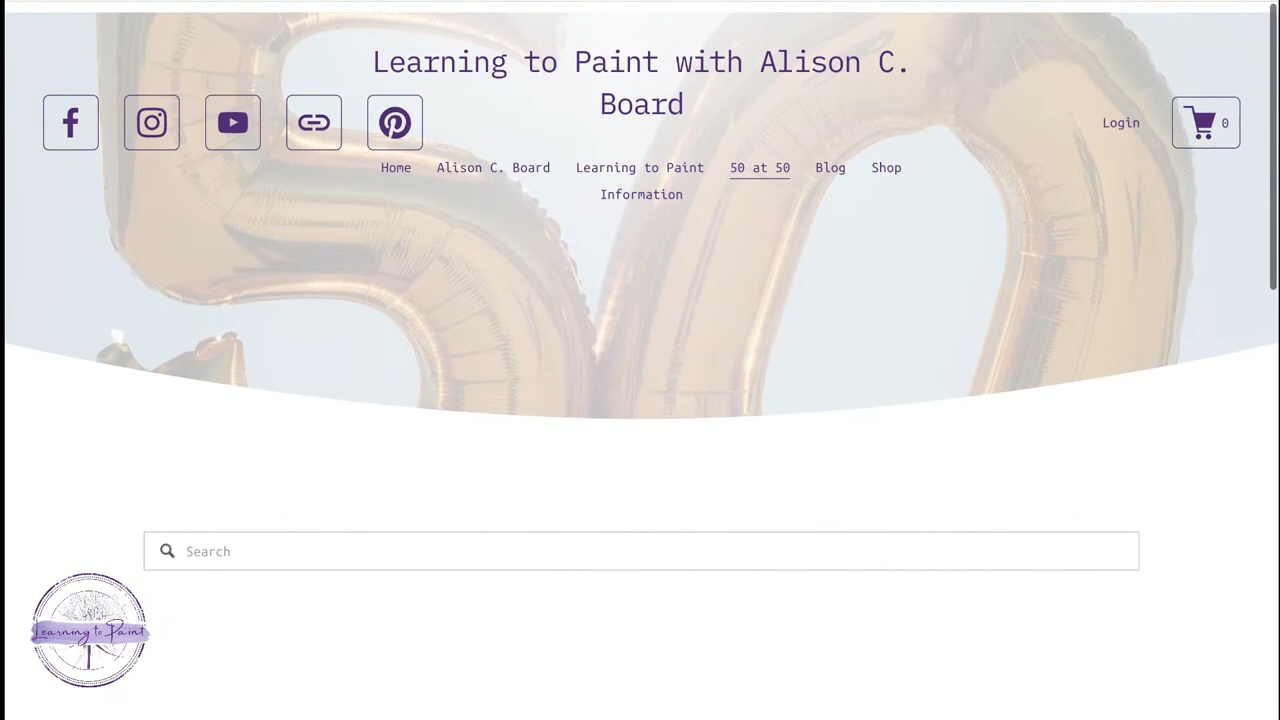 Learning to Paint with Alison C.
Board
Login
0
Home Alison C. Board Learning to Paint 50 at 50 Blog Shop
Information
50
Search
Learning to Paint